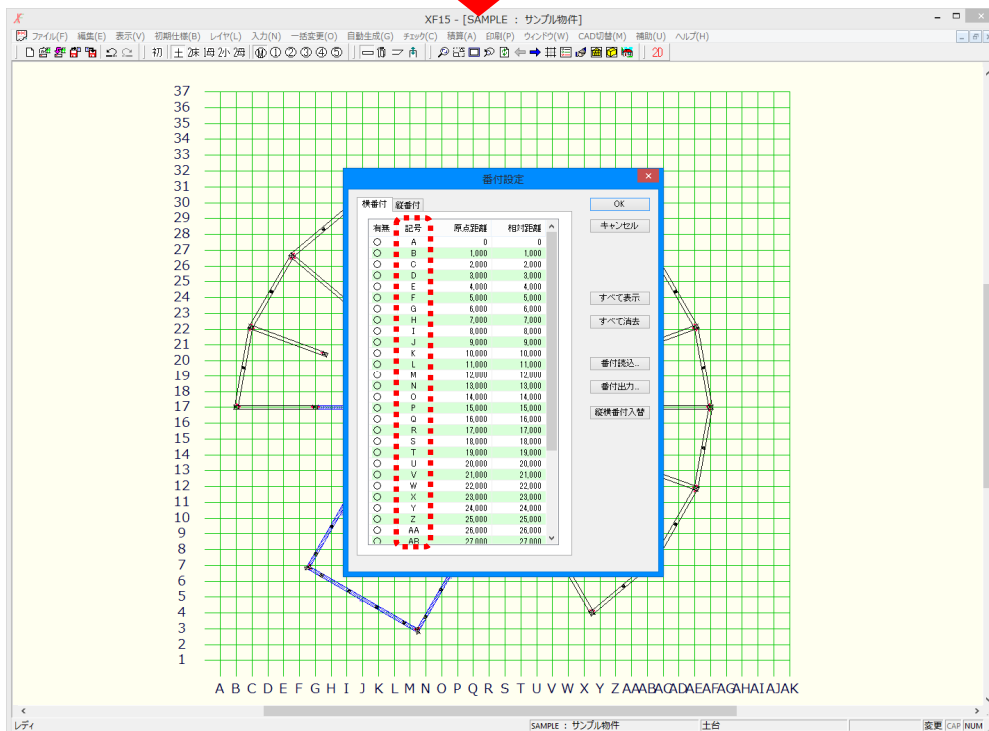 XF15 - [SAMPLE : サンプル物件]
ファイル(F) 編集(E) 表示(V) 初期仕様(B) レイヤ(L) 入力(N) 一括変更(O) 自動生成(G) チェック(C) 積算(A) 印刷(P) ウィンドウ(W) CAD切替(M) 補助(U) ヘルプ(H)
初 土 2床 1母 2小 2母 W 1 2 3 4 5 20
37
36
35
34
33
32
31
30
29
28
27
26
25
24
23
22
21
20
19
18
17
16
15
14
13
12
11
10
9
8
7
6
5
4
3
2
1
番付設定
横番付 縦番付
有無 記号 原点距離 相対距離
○ A 0 0
○ B 1,000 1,000
○ C 2,000 2,000
○ D 3,000 3,000
○ E 4,000 4,000
○ F 5,000 5,000
○ G 6,000 6,000
○ H 7,000 7,000
○ I 8,000 8,000
○ J 9,000 9,000
○ K 10,000 10,000
○ L 11,000 11,000
○ M 12,000 12,000
○ N 13,000 13,000
○ O 14,000 14,000
○ P 15,000 15,000
○ Q 16,000 16,000
○ R 17,000 17,000
○ S 18,000 18,000
○ T 19,000 19,000
○ U 20,000 20,000
○ V 21,000 21,000
○ W 22,000 22,000
○ X 23,000 23,000
○ Y 24,000 24,000
○ Z 25,000 25,000
○ AA 26,000 26,000
○ AB 27,000 27,000
OK
キャンセル
すべて表示
すべて消去
番付読込...
番付出力...
縦横番付入替
A B C D E F G H I J K L M N O P Q R S T U V W X Y Z AAABACADAEAFAGAHAIAJAK
レディ SAMPLE : サンプル物件 土台 変更 CAP NUM